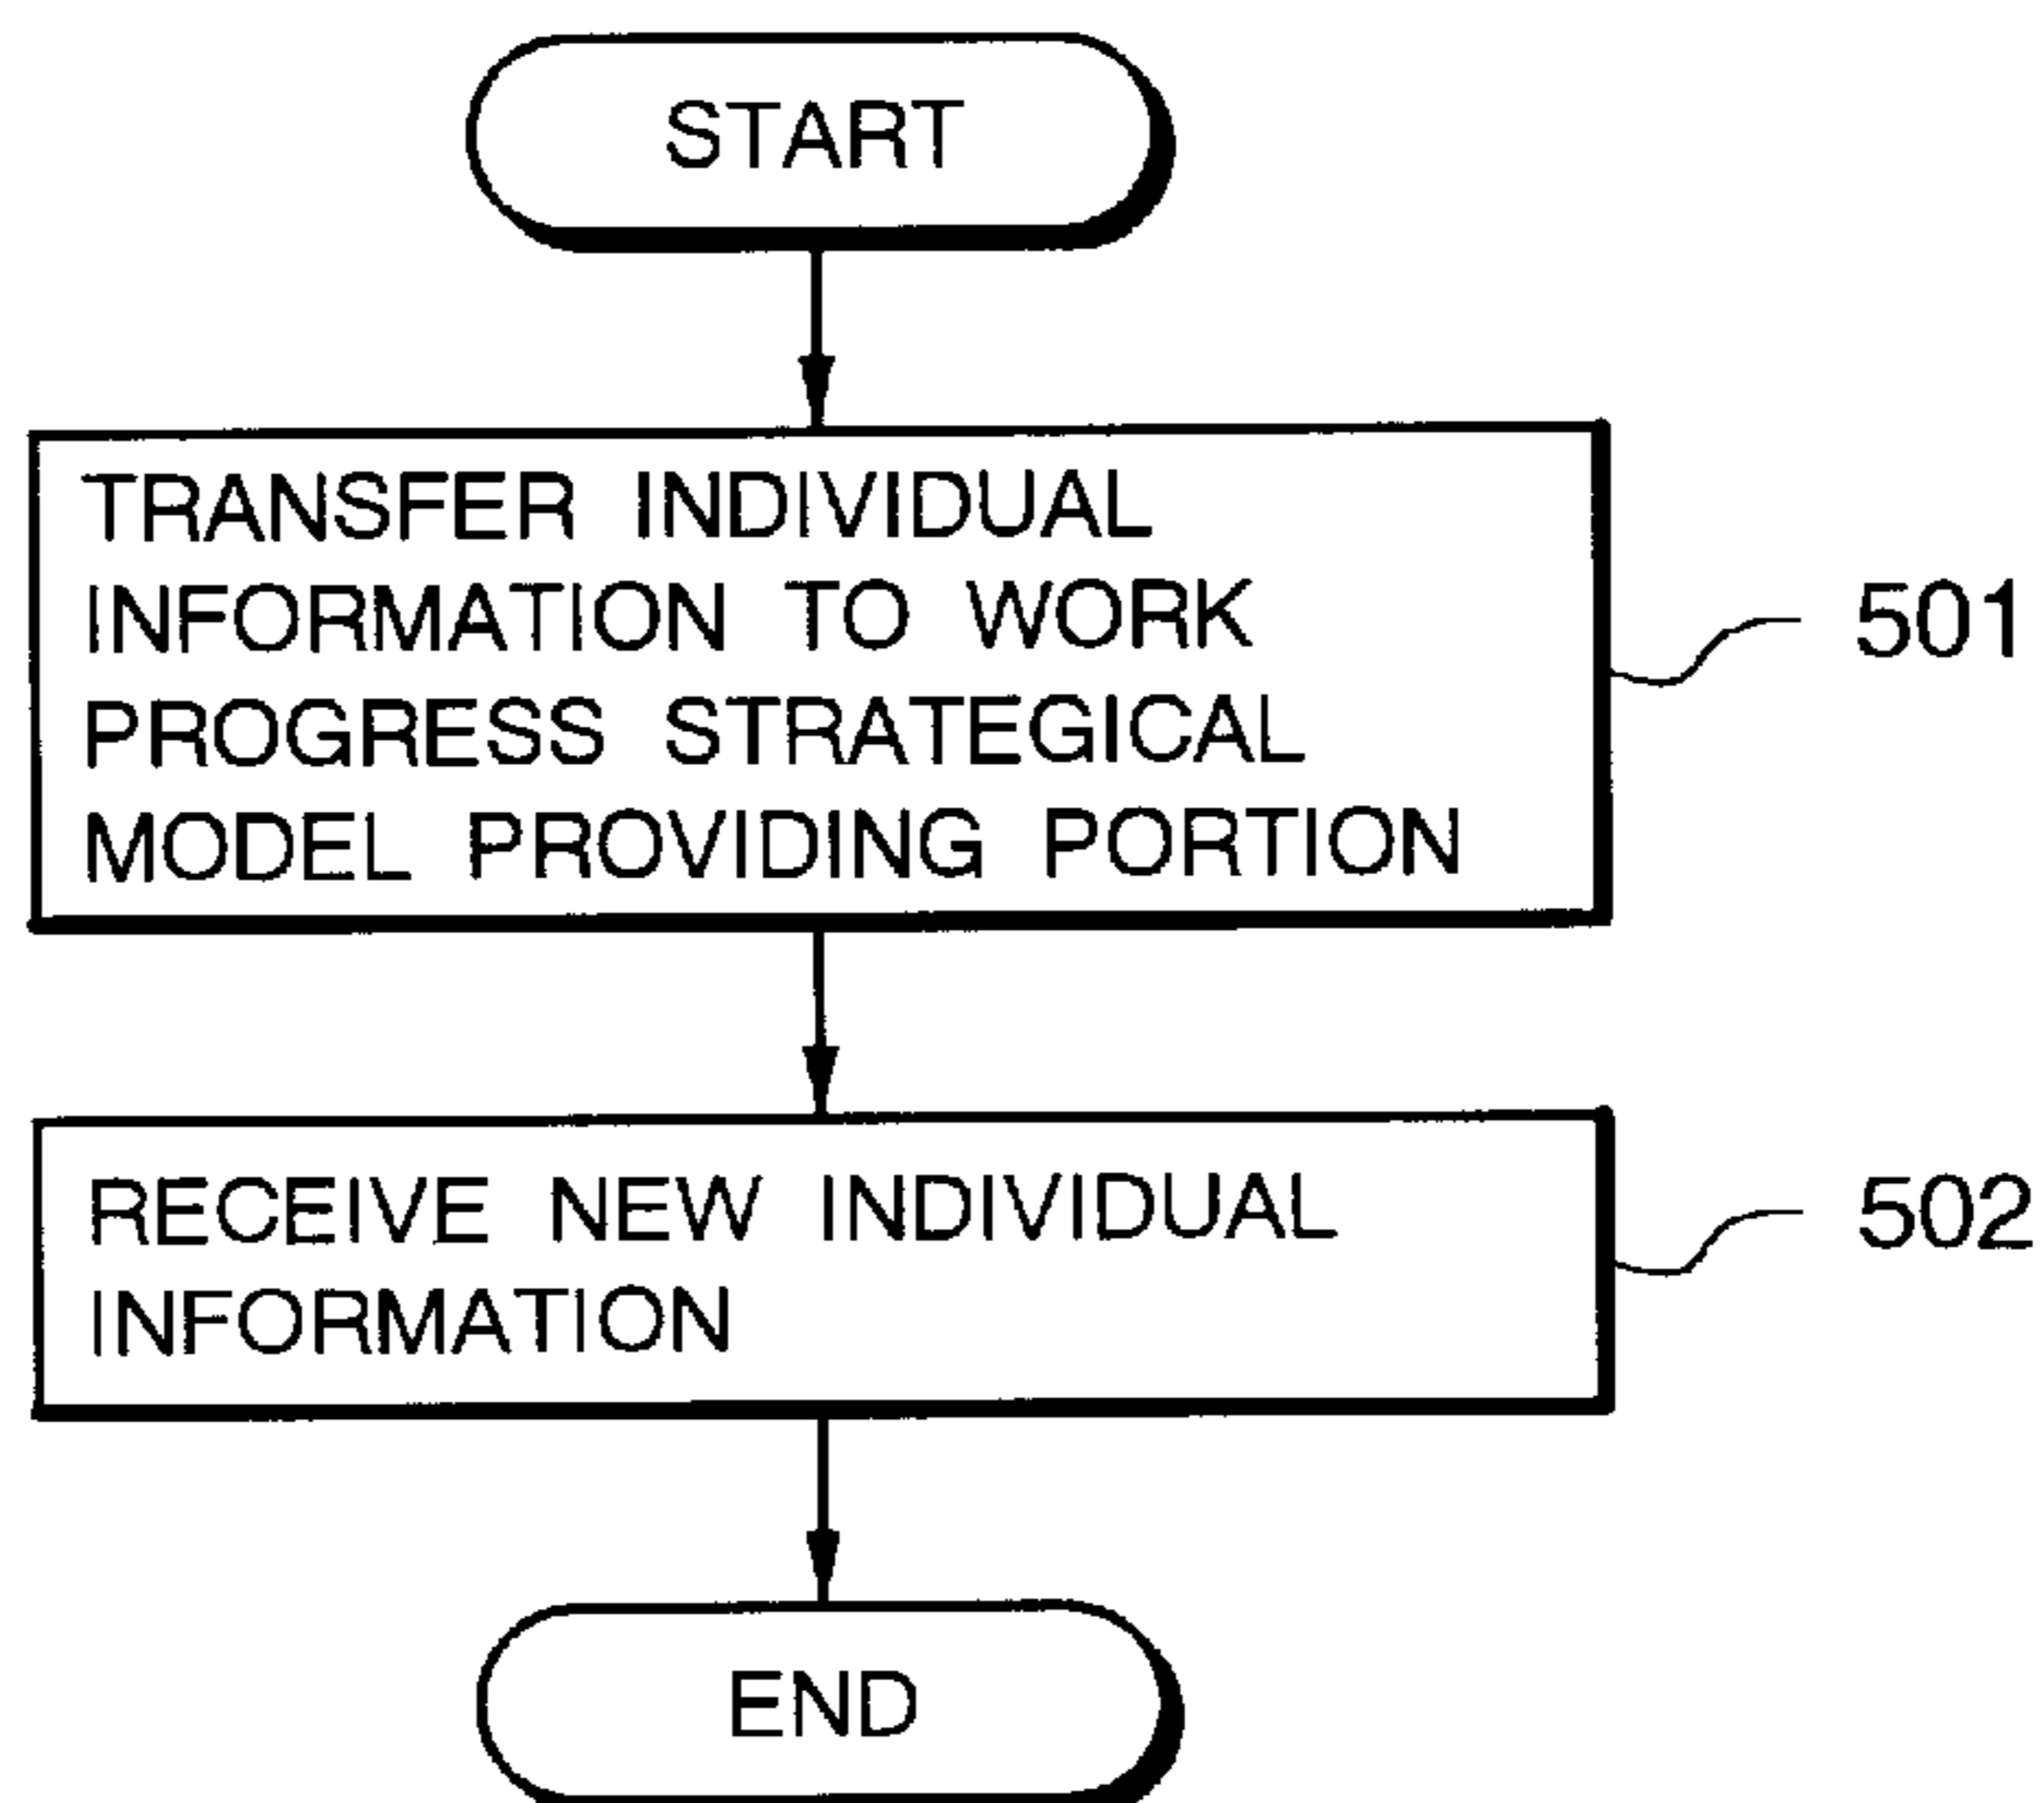 START
TRANSFER INDIVIDUAL
INFORMATION TO WORK
PROGRESS STRATEGICAL
MODEL PROVIDING PORTION
501
RECEIVE NEW INDIVIDUAL
INFORMATION
502
END